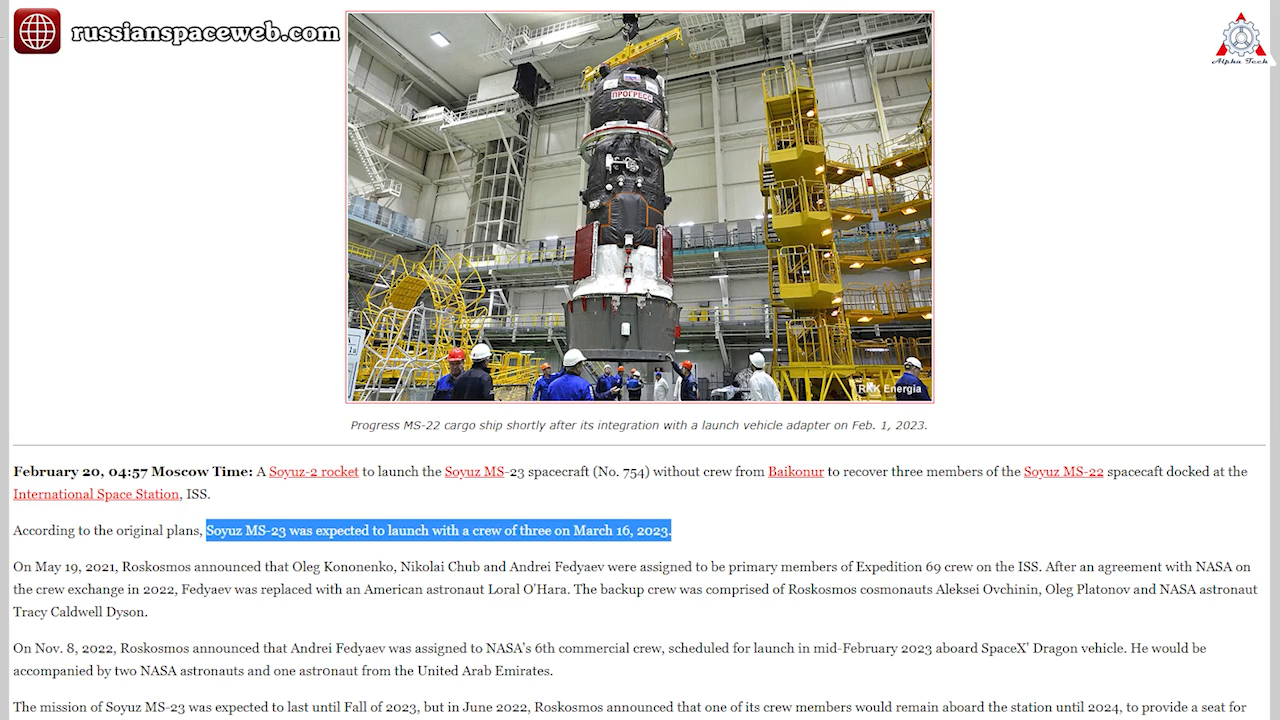 russianspaceweb.com
Alpha Tech
ПРОГРЕСС
RKK Energia
Progress MS-22 cargo ship shortly after its integration with a launch vehicle adapter on Feb. 1, 2023.
February 20, 04:57 Moscow Time: A Soyuz-2 rocket to launch the Soyuz MS-23 spacecraft (No. 754) without crew from Baikonur to recover three members of the Soyuz MS-22 spacecaft docked at the
International Space Station, ISS.
According to the original plans, Soyuz MS-23 was expected to launch with a crew of three on March 16, 2023.
On May 19, 2021, Roskosmos announced that Oleg Kononenko, Nikolai Chub and Andrei Fedyaev were assigned to be primary members of Expedition 69 crew on the ISS. After an agreement with NASA on
the crew exchange in 2022, Fedyaev was replaced with an American astronaut Loral O'Hara. The backup crew was comprised of Roskosmos cosmonauts Aleksei Ovchinin, Oleg Platonov and NASA astronaut
Tracy Caldwell Dyson.
On Nov. 8, 2022, Roskosmos announced that Andrei Fedyaev was assigned to NASA's 6th commercial crew, scheduled for launch in mid-February 2023 aboard SpaceX' Dragon vehicle. He would be
accompanied by two NASA astronauts and one astronaut from the United Arab Emirates.
The mission of Soyuz MS-23 was expected to last until Fall of 2023, but in June 2022, Roskosmos announced that one of its crew members would remain aboard the station until 2024, to provide a seat for